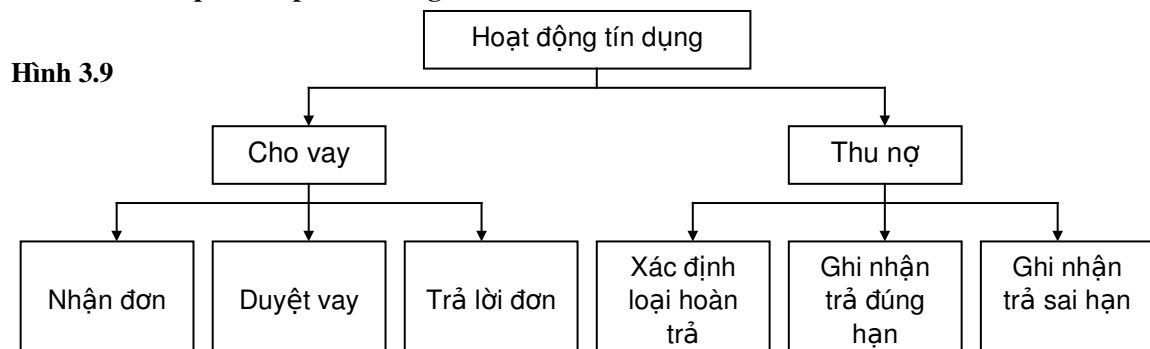 Hoạt động tín dụng
Hình 3.9
Cho vay
Thu nợ
Nhận đơn
Duyệt vay
Trả lời đơn
Xác định
loại hoàn
trả
Ghi nhận
trả đúng
hạn
Ghi nhận
trả sai hạn